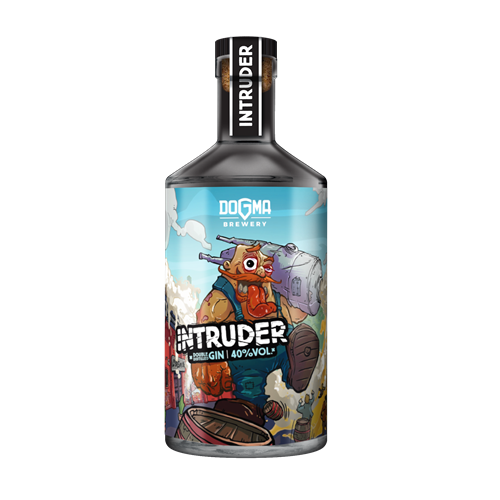 INTRUDER
DOGMA
BREWERY
INTRUDER
DOUBLE
DISTILLED
GIN | 40%VOL.